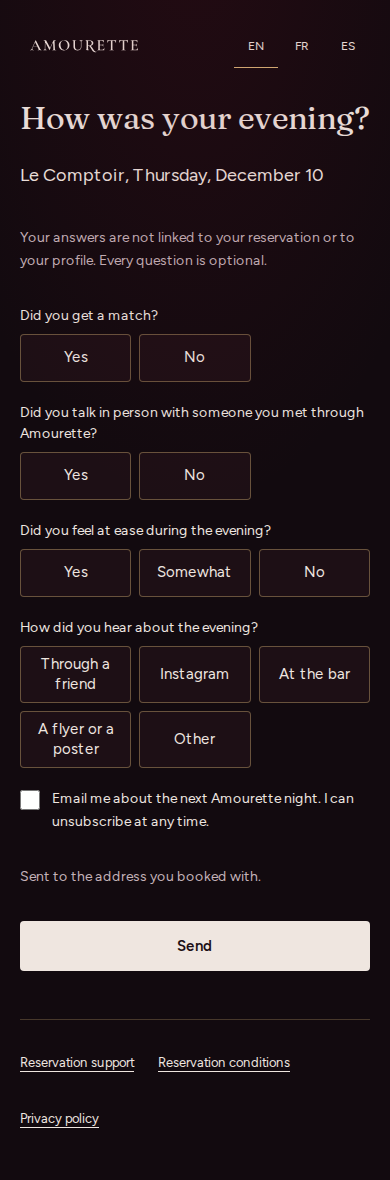 AMOURETTE
EN FR ES
How was your evening?
Le Comptoir, Thursday, December 10
Your answers are not linked to your reservation or to
your profile. Every question is optional.
Did you get a match?
Yes No
Did you talk in person with someone you met through
Amourette?
Yes No
Did you feel at ease during the evening?
Yes Somewhat No
How did you hear about the evening?
Through a
friend
Instagram
At the bar
A flyer or a
poster
Other
Email me about the next Amourette night. I can
unsubscribe at any time.
Sent to the address you booked with.
Send
Reservation support Reservation conditions
Privacy policy